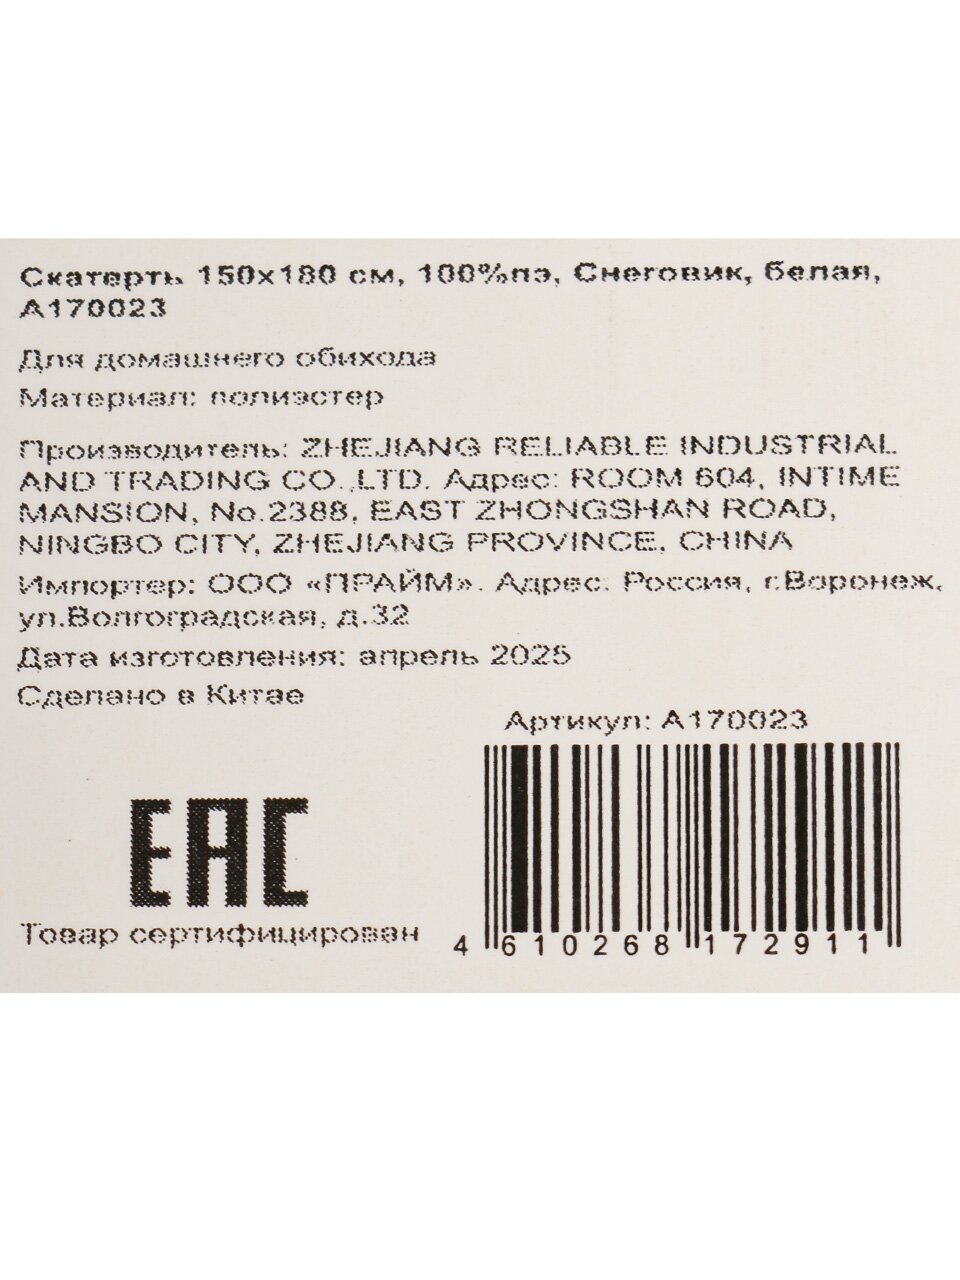 Скатерть 150х180 см, 100%пэ, Снеговик, белая,
А170023
Для домашнего обихода
Материал: полиэстер
Производитель: ZHEJIANG RELIABLE INDUSTRIAL
AND TRADING CO.,LTD. Адрес: ROOM 604, INTIME
MANSION, No.2388, EAST ZHONGSHAN ROAD,
NINGBO CITY, ZHEJIANG PROVINCE, CHINA
Импортер: ООО «ПРАЙМ». Адрес: Россия, г.Воронеж,
ул.Волгоградская, д.32
Дата изготовления: апрель 2025
Сделано в Китае
Артикул: А170023
ЕАС
Товар сертифицирован
4 610268 172911